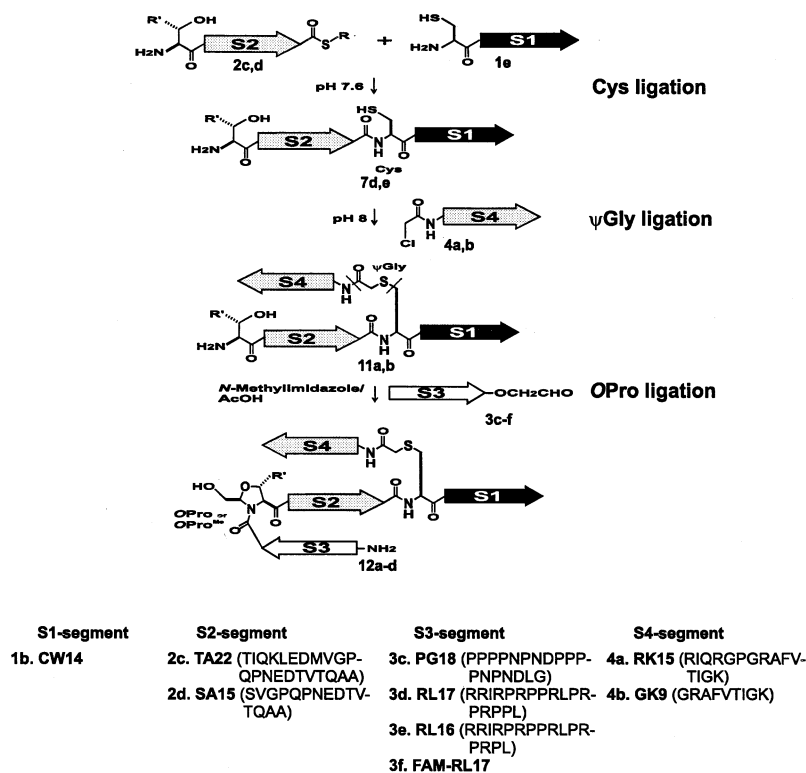 R' OH
H2N O S2 O S R
2c,d
+
HS
H2N O S1
1e
pH 7.6
Cys ligation
R' OH HS
H2N O S2 O NH O S1
Cys
7d,e
pH 8
O NH S4
Cl
4a,b
ψGly ligation
ψGly
S4 N H O S
R' OH
H2N O S2 O N H O S1
11a,b
N-Methylimidazole/
AcOH
S3 OCH2CHO
3c-f
OPro ligation
S4 N H O S
HO O R'
N O S2 O N H O S1
OPro or
OProMe
O S3 NH2
12a-d
S1-segment
1b. CW14
S2-segment
2c. TA22 (TIQKLEDMVGP-
QPNEDTVTQAA)
2d. SA15 (SVGPQPNEDTV-
TQAA)
S3-segment
3c. PG18 (PPPPNPNDPPP-
PNPNDLG)
3d. RL17 (RRIRPRPPRLPR-
PRPPL)
3e. RL16 (RRIRPRPPRLPR-
PRPL)
3f. FAM-RL17
S4-segment
4a. RK15 (RIQRGPGRAFV-
TIGK)
4b. GK9 (GRAFVTIGK)